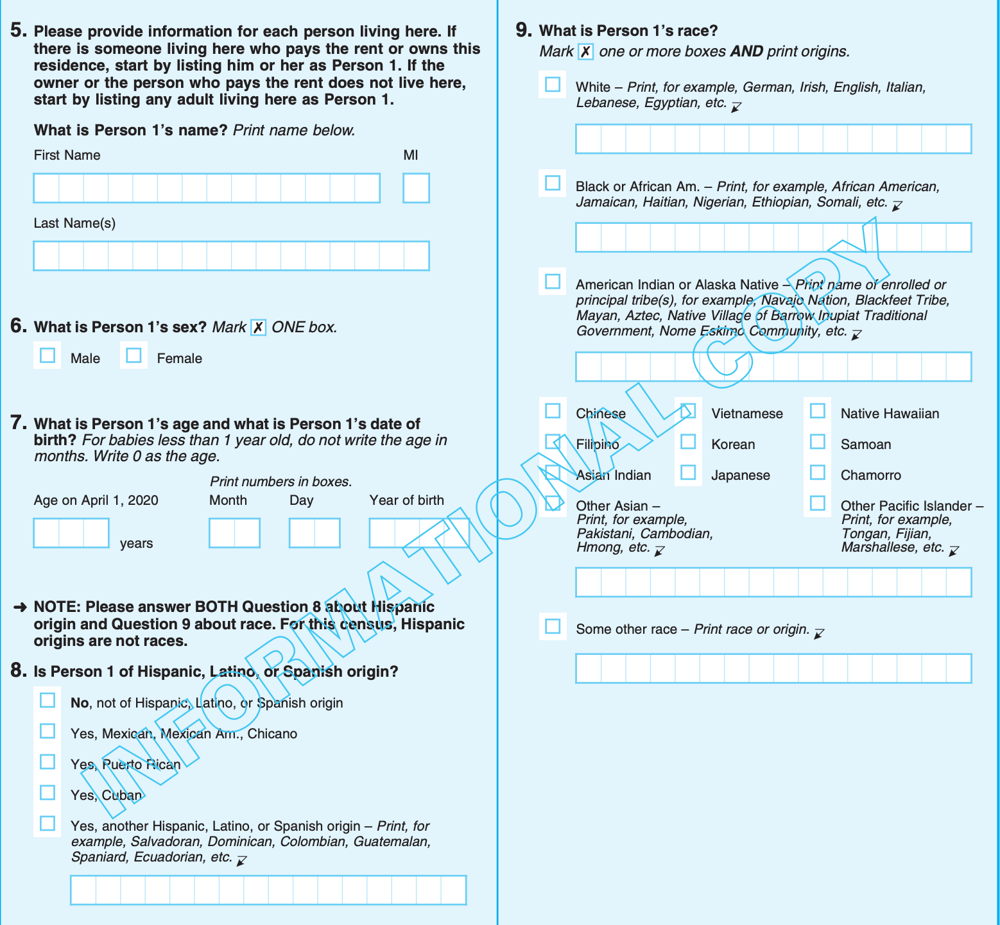 5. Please provide information for each person living here. If
there is someone living here who pays the rent or owns this
residence, start by listing him or her as Person 1. If the
owner or the person who pays the rent does not live here,
start by listing any adult living here as Person 1.
What is Person 1's name? Print name below.
First Name MI
Last Name(s)
6. What is Person 1's sex? Mark ✗ ONE box.
Male Female
7. What is Person 1's age and what is Person 1's date of
birth? For babies less than 1 year old, do not write the age in
months. Write 0 as the age.
Print numbers in boxes.
Age on April 1, 2020 Month Day Year of birth
years
➜ NOTE: Please answer BOTH Question 8 about Hispanic
origin and Question 9 about race. For this census, Hispanic
origins are not races.
8. Is Person 1 of Hispanic, Latino, or Spanish origin?
No, not of Hispanic, Latino, or Spanish origin
Yes, Mexican, Mexican Am., Chicano
Yes, Puerto Rican
Yes, Cuban
Yes, another Hispanic, Latino, or Spanish origin – Print, for
example, Salvadoran, Dominican, Colombian, Guatemalan,
Spaniard, Ecuadorian, etc.
9. What is Person 1's race?
Mark ✗ one or more boxes AND print origins.
White – Print, for example, German, Irish, English, Italian,
Lebanese, Egyptian, etc.
Black or African Am. – Print, for example, African American,
Jamaican, Haitian, Nigerian, Ethiopian, Somali, etc.
American Indian or Alaska Native – Print name of enrolled or
principal tribe(s), for example, Navajo Nation, Blackfeet Tribe,
Mayan, Aztec, Native Village of Barrow Inupiat Traditional
Government, Nome Eskimo Community, etc.
Chinese Vietnamese Native Hawaiian
Filipino Korean Samoan
Asian Indian Japanese Chamorro
Other Asian –
Print, for example,
Pakistani, Cambodian,
Hmong, etc.
Other Pacific Islander –
Print, for example,
Tongan, Fijian,
Marshallese, etc.
Some other race – Print race or origin.
INFORMATIONAL COPY